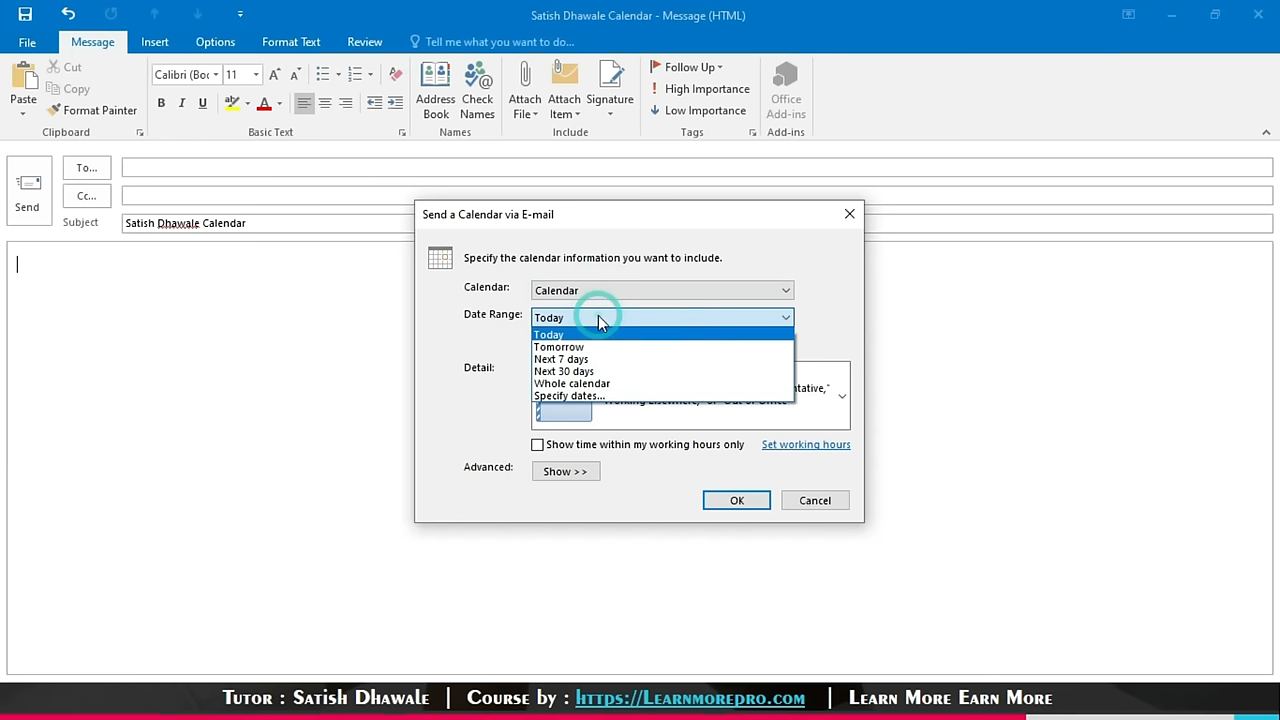 Satish Dhawale Calendar - Message (HTML)
File Message Insert Options Format Text Review Tell me what you want to do...
Paste
Cut
Copy
Format Painter
Clipboard
Calibri (Boc 11
B I U A
Basic Text
Address Book
Check Names
Names
Attach File
Attach Item
Signature
Include
Follow Up
High Importance
Low Importance
Tags
Office Add-ins
Add-ins
Send
To...
Cc...
Subject Satish Dhawale Calendar
Send a Calendar via E-mail
Specify the calendar information you want to include.
Calendar: Calendar
Date Range: Today
Today
Tomorrow
Next 7 days
Next 30 days
Whole calendar
Specify dates...
Detail:
Show time within my working hours only Set working hours
Advanced: Show >>
OK Cancel
Tutor : Satish Dhawale | Course by : https://Learnmorepro.com | Learn More Earn More